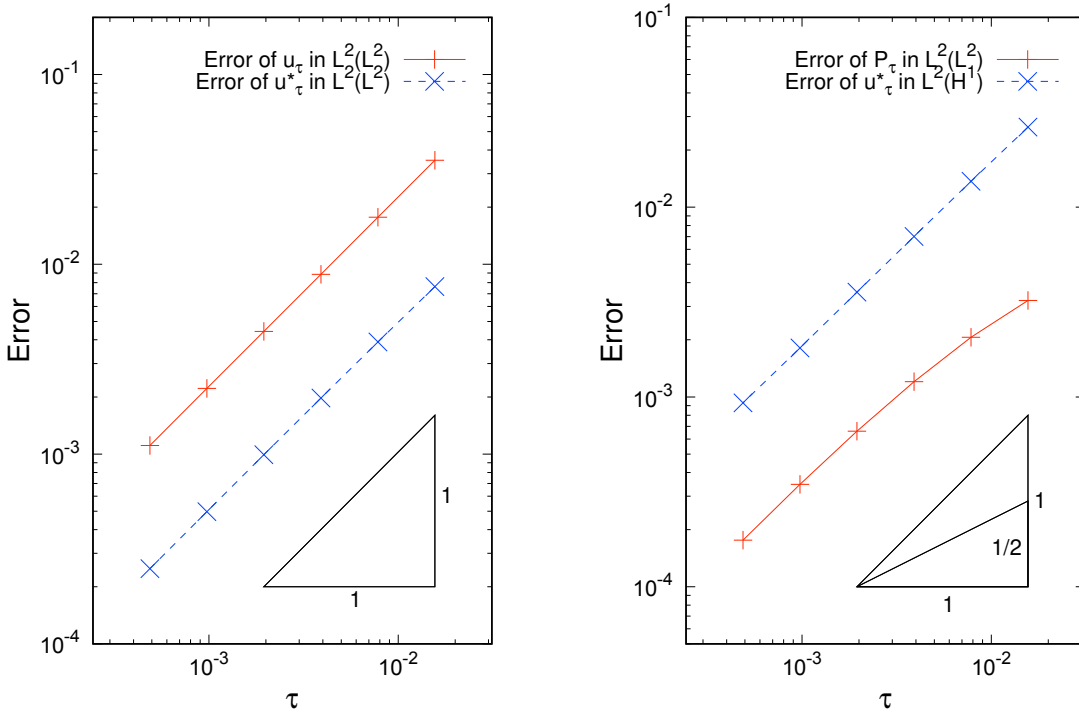 Error of u_τ in L^2(L^2)
Error of u*_τ in L^2(L^2)
10^-1
10^-2
10^-3
10^-4
Error
1
1
10^-3
10^-2
τ
Error of P_τ in L^2(L^2)
Error of u*_τ in L^2(H^1)
10^-1
10^-2
10^-3
10^-4
Error
1
1/2
1
10^-3
10^-2
τ